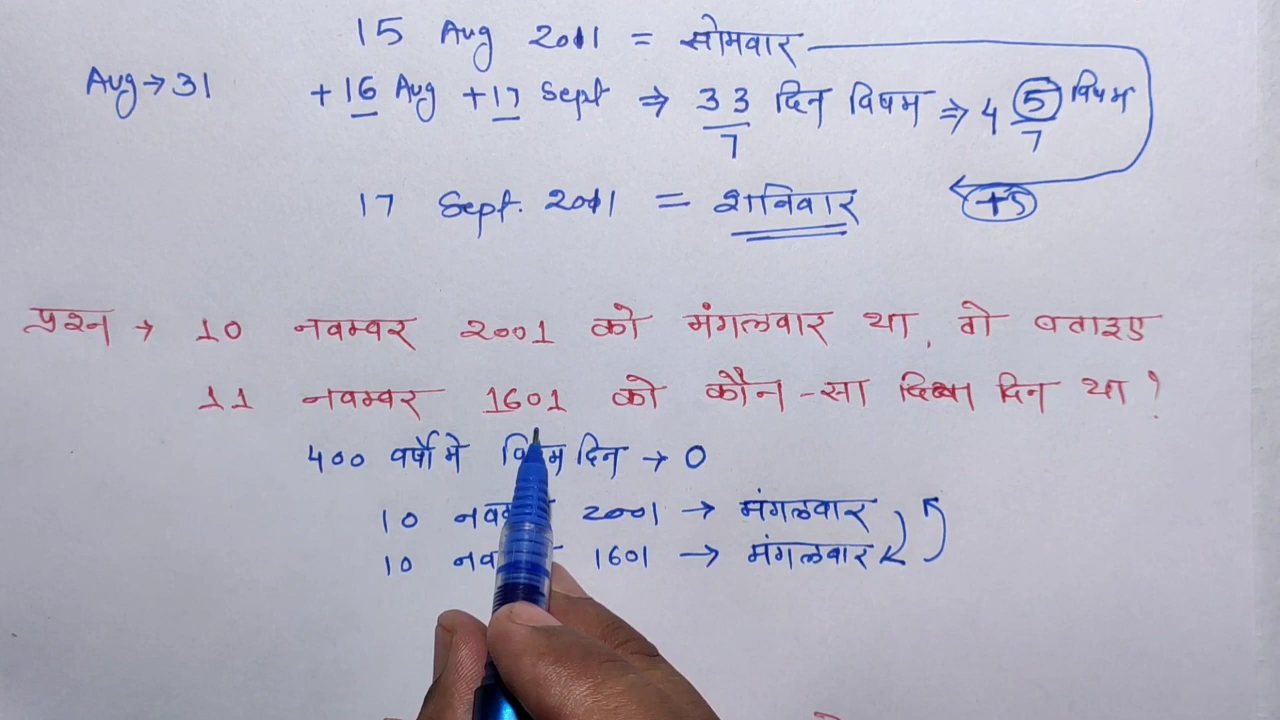 15 Aug 2011 = सोमवार
Aug→31 +16 Aug +17 Sept ⇒ 33/7 दिन विषम ⇒ 4 5/7 विषम
17 Sept. 2011 = शनिवार +5
प्रश्न → 10 नवम्वर 2001 को मंगलवार था, तो बताइए
11 नवम्वर 1601 को कौन-सा दिन था?
400 वर्षो मे दिन → 0
10 2001 → मंगलवार
10 1601 → मंगलवार